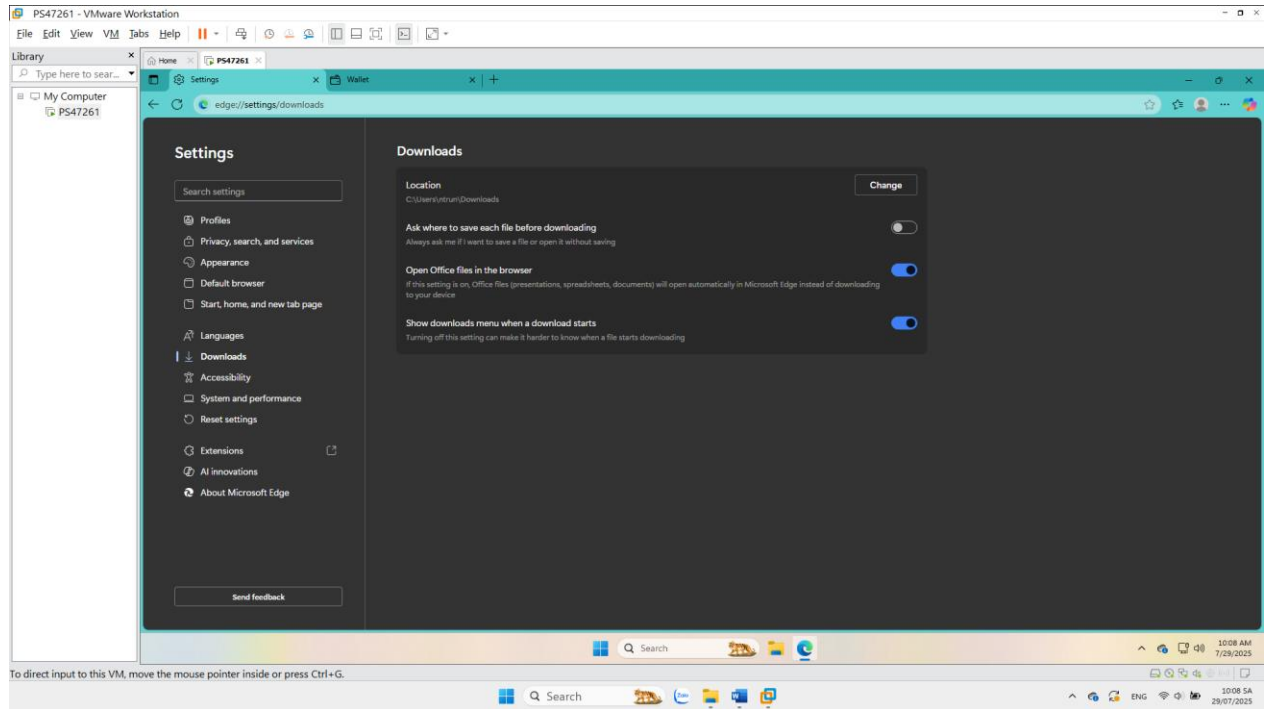 PS47261 - VMware Workstation
File Edit View VM Tabs Help
Library
Type here to sear...
My Computer
PS47261
Home
PS47261
Settings
Wallet
edge://settings/downloads
Settings
Search settings
Profiles
Privacy, search, and services
Appearance
Default browser
Start, home, and new tab page
Languages
Downloads
Accessibility
System and performance
Reset settings
Extensions
AI innovations
About Microsoft Edge
Send feedback
Downloads
Location
C:\Users\ntrun\Downloads
Change
Ask where to save each file before downloading
Always ask me if I want to save a file or open it without saving
Open Office files in the browser
If this setting is on, Office files (presentations, spreadsheets, documents) will open automatically in Microsoft Edge instead of downloading
to your device
Show downloads menu when a download starts
Turning off this setting can make it harder to know when a file starts downloading
Search
10:08 AM
7/29/2025
To direct input to this VM, move the mouse pointer inside or press Ctrl+G.
Search
Zalo
ENG
10:08 SA
29/07/2025